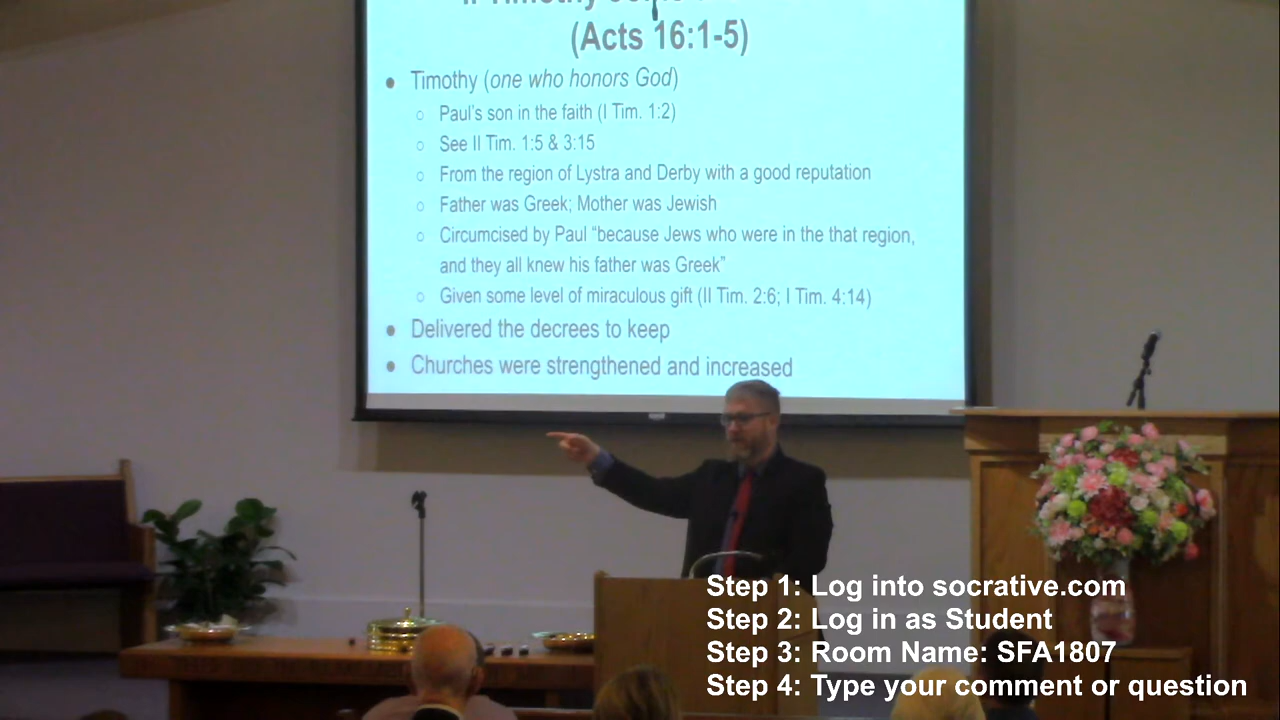 (Acts 16:1-5)
● Timothy (one who honors God)
○ Paul's son in the faith (I Tim. 1:2)
○ See II Tim. 1:5 & 3:15
○ From the region of Lystra and Derby with a good reputation
○ Father was Greek; Mother was Jewish
○ Circumcised by Paul “because Jews who were in the that region,
and they all knew his father was Greek”
○ Given some level of miraculous gift (II Tim. 2:6; I Tim. 4:14)
● Delivered the decrees to keep
● Churches were strengthened and increased
Step 1: Log into socrative.com
Step 2: Log in as Student
Step 3: Room Name: SFA1807
Step 4: Type your comment or question